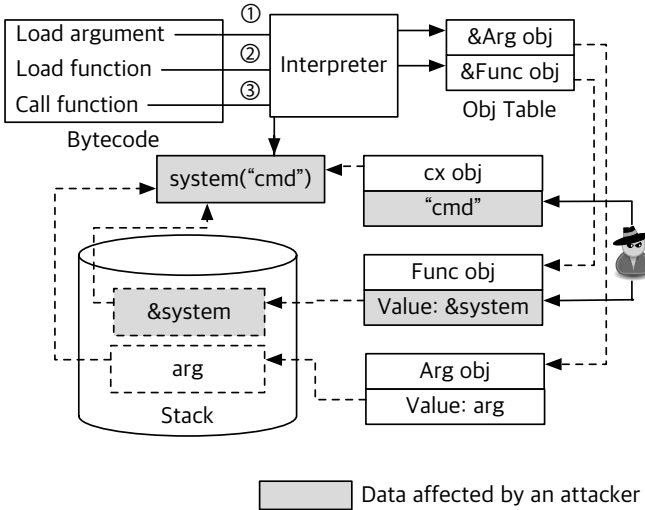 ①
Load argument
②
Load function
③
Call function
Bytecode
Interpreter
&Arg obj
&Func obj
Obj Table
system(“cmd”)
cx obj
“cmd”
Func obj
Value: &system
&system
arg
Stack
Arg obj
Value: arg
Data affected by an attacker